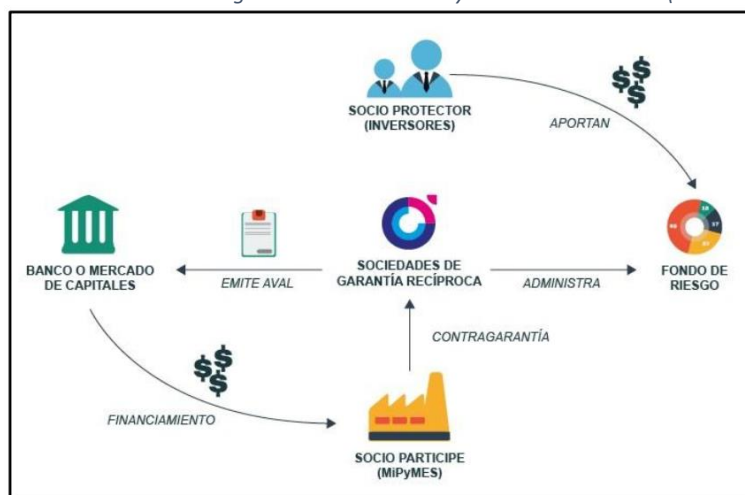 SOCIO PROTECTOR
(INVERSORES)
$$$
APORTAN
BANCO O MERCADO
DE CAPITALES
EMITE AVAL
SOCIEDADES DE
GARANTÍA RECÍPROCA
ADMINISTRA
FONDO DE
RIESGO
CONTRAGARANTÍA
$$$
FINANCIAMIENTO
SOCIO PARTICIPE
(MiPyMES)